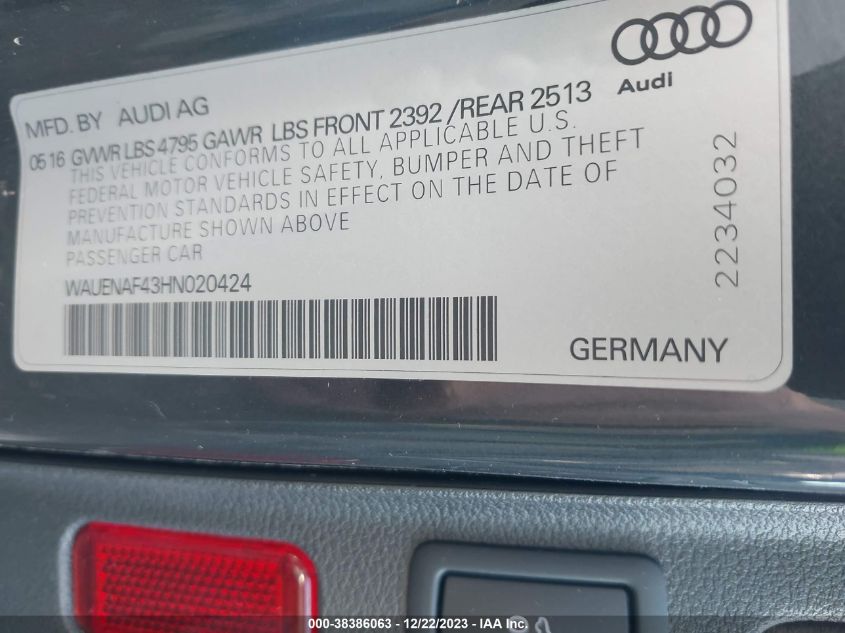 MFD. BY AUDI AG
Audi
0516 GVWR LBS 4795 GAWR LBS FRONT 2392 /REAR 2513
THIS VEHICLE CONFORMS TO ALL APPLICABLE U.S.
FEDERAL MOTOR VEHICLE SAFETY, BUMPER AND THEFT
PREVENTION STANDARDS IN EFFECT ON THE DATE OF
MANUFACTURE SHOWN ABOVE
PASSENGER CAR
WAUENAF43HN020424
GERMANY
2234032
000-38386063 - 12/22/2023 - IAA Inc.